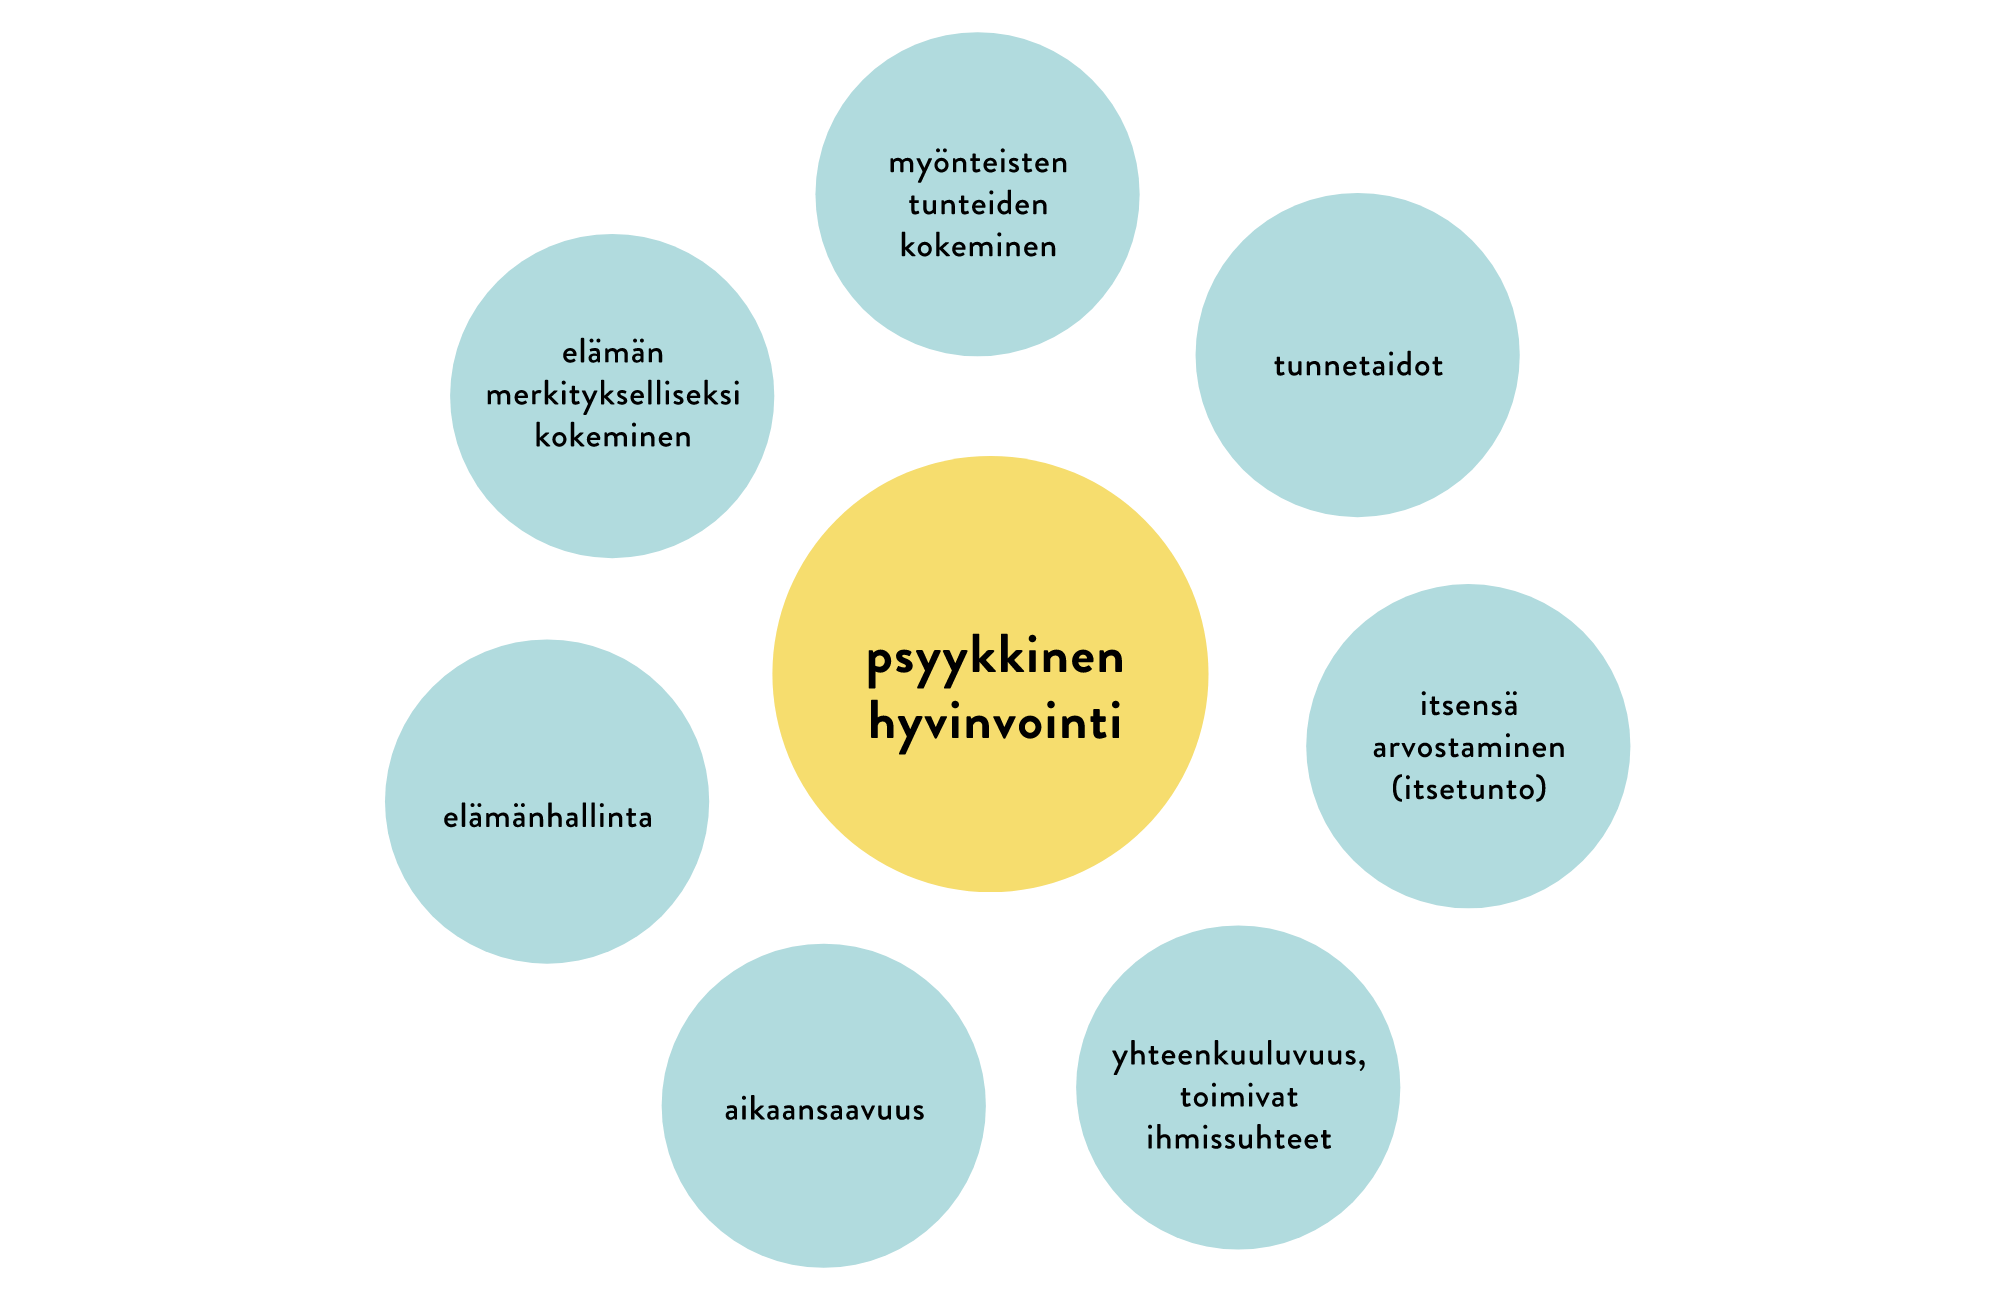 myönteisten
tunteiden
kokeminen
tunnetaidot
elämän
merkitykselliseksi
kokeminen
psyykkinen
hyvinvointi
itsensä
arvostaminen
(itsetunto)
elämänhallinta
yhteenkuuluvuus,
toimivat
ihmissuhteet
aikaansaavuus